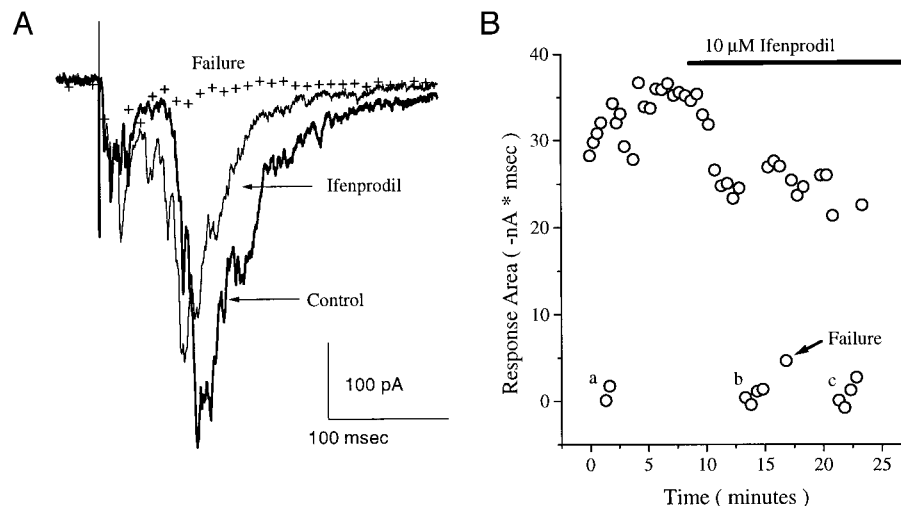 A
Failure
Ifenprodil
Control
100 pA
100 msec
B
10 µM Ifenprodil
40
30
20
10
0
Response Area ( -nA * msec )
a
b
c
Failure
0
5
10
15
20
25
Time ( minutes )